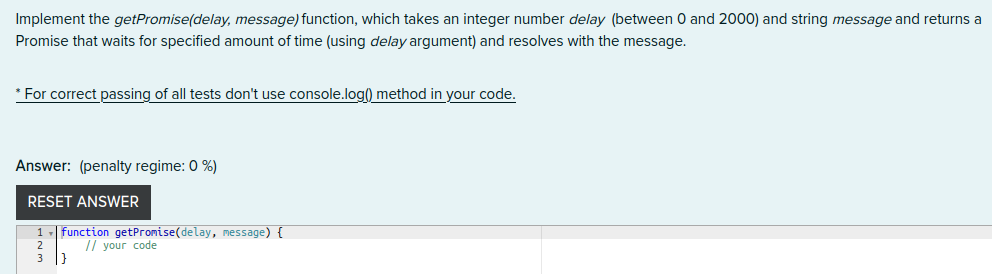 Implement the getPromise(delay, message) function, which takes an integer number delay (between 0 and 2000) and string message and returns a
Promise that waits for specified amount of time (using delay argument) and resolves with the message.
* For correct passing of all tests don't use console.log() method in your code.
Answer: (penalty regime: 0 %)
RESET ANSWER
1 function getPromise(delay, message) {
2 // your code
3 }